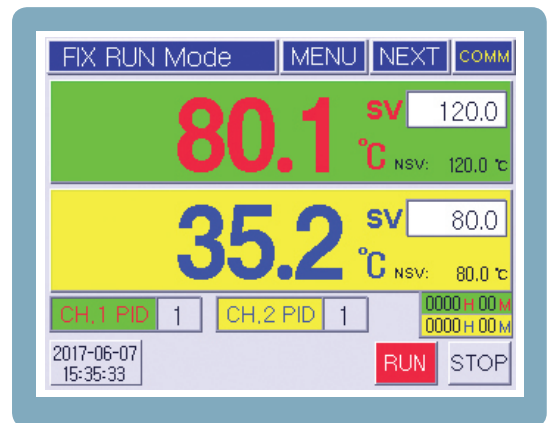 FIX RUN Mode MENU NEXT COMM
80.1 °C SV 120.0
NSV: 120.0 ℃
35.2 °C SV 80.0
NSV: 80.0 ℃
CH.1 PID 1 CH.2 PID 1 0000 H 00 M
0000 H 00 M
2017-06-07
15:35:33
RUN STOP